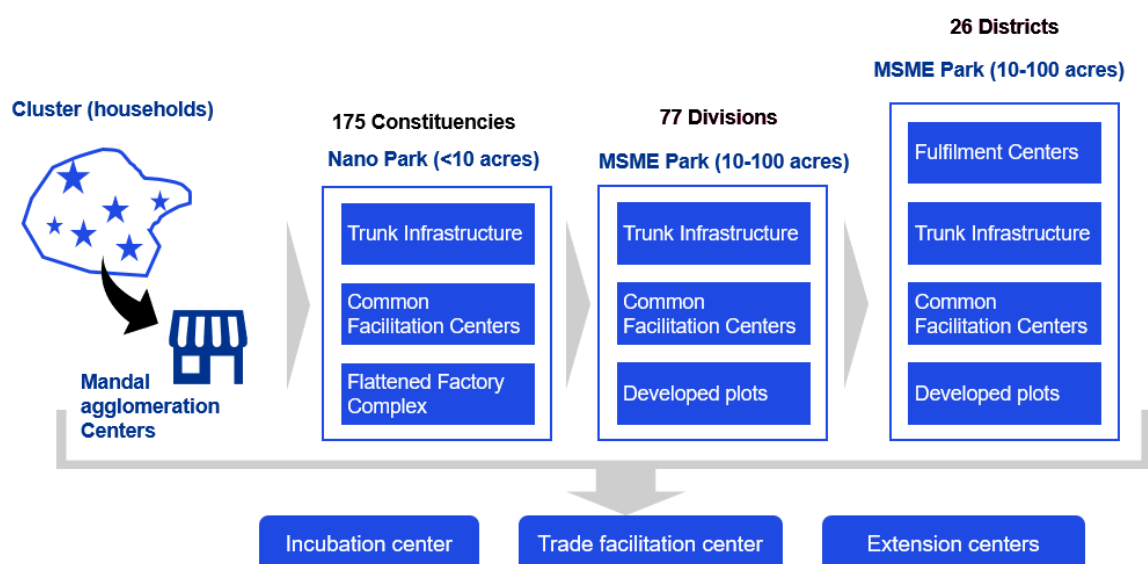 Cluster (households)
Mandal
agglomeration
Centers
175 Constituencies
Nano Park (<10 acres)
Trunk Infrastructure
Common
Facilitation Centers
Flattened Factory
Complex
77 Divisions
MSME Park (10-100 acres)
Trunk Infrastructure
Common
Facilitation Centers
Developed plots
26 Districts
MSME Park (10-100 acres)
Fulfilment Centers
Trunk Infrastructure
Common
Facilitation Centers
Developed plots
Incubation center
Trade facilitation center
Extension centers